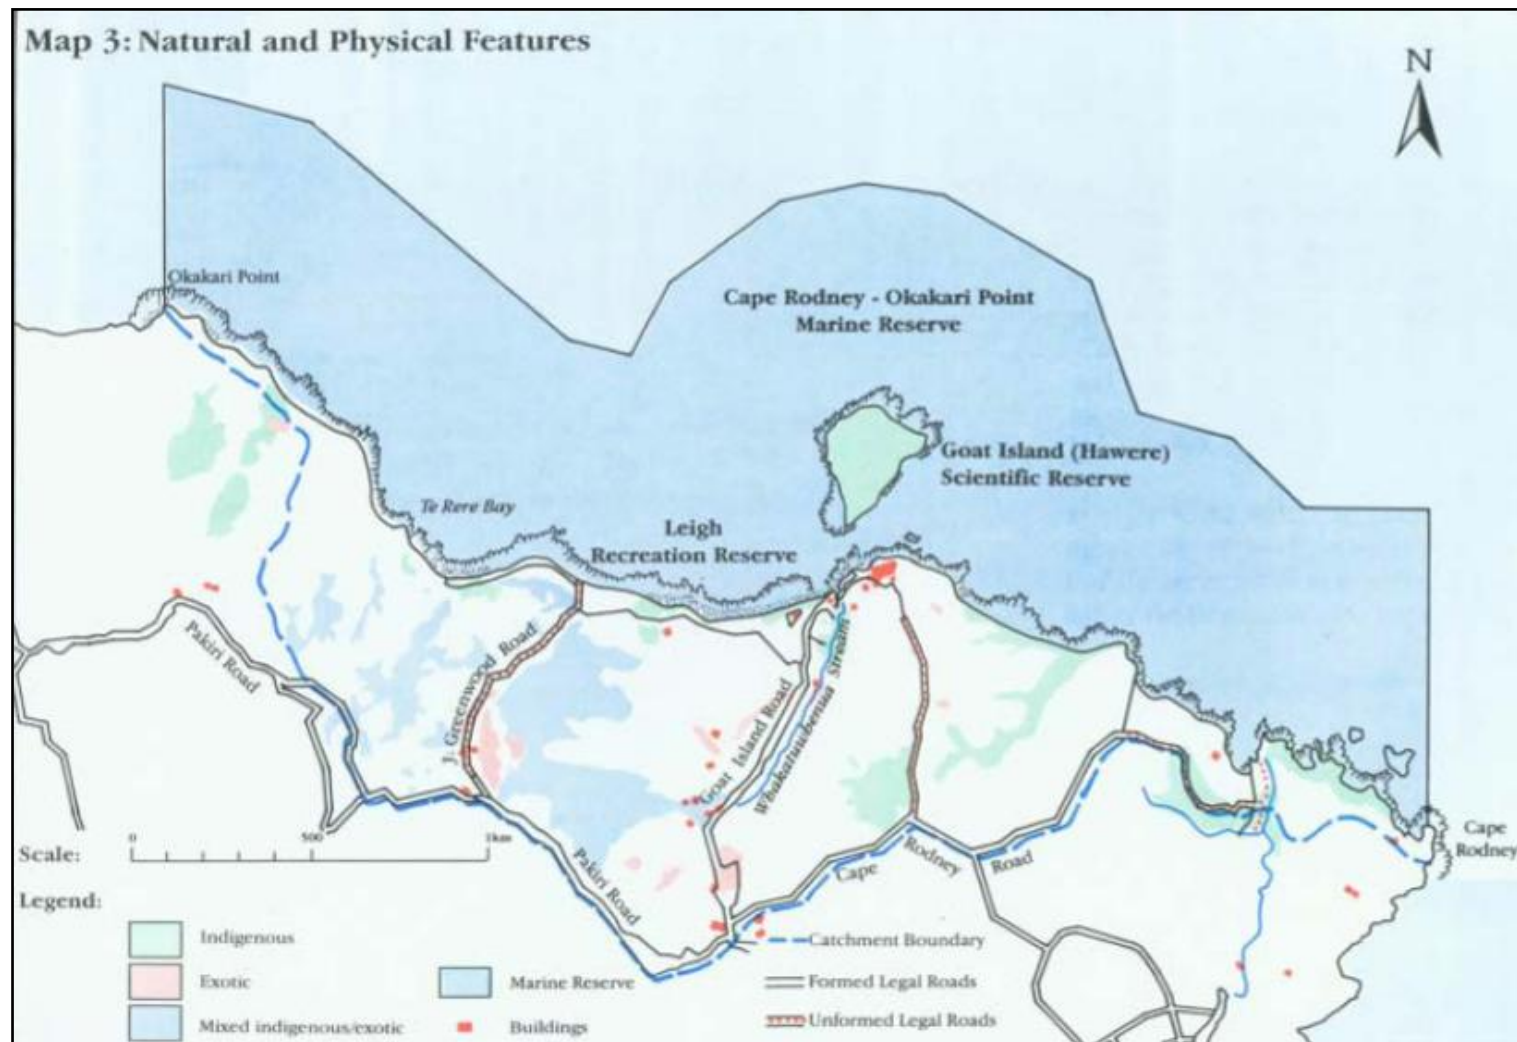 Map 3: Natural and Physical Features
N
Okakari Point
Cape Rodney - Okakari Point
Marine Reserve
Goat Island (Hawere)
Scientific Reserve
Te Rere Bay
Leigh
Recreation Reserve
Pakiri Road
J. Greenwood Road
Goat Island Road
Whakatuwhenua Stream
Pakiri Road
Cape Rodney Road
Cape
Rodney
Scale:
0 500 1km
Legend:
Indigenous
Exotic
Mixed indigenous/exotic
Marine Reserve
Buildings
Catchment Boundary
Formed Legal Roads
Unformed Legal Roads